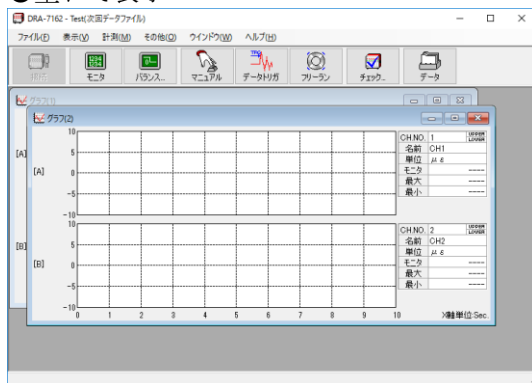 DRA-7162 - Test(次回データファイル)
ファイル(F) 表示(V) 計測(M) その他(O) ウインドウ(W) ヘルプ(H)
モニタ バランス... マニュアル データトリガ フリーラン チェック... データ
グラフ(1)
グラフ(2)
[A]
[A]
10
5
0
-5
-10
CH.NO. 1 UPPER LOWER
名前 CH1
単位 με
モニタ ----
最大 ----
最小 ----
[B]
[B]
10
5
0
-5
-10
CH.NO. 2 UPPER LOWER
名前 CH2
単位 με
モニタ ----
最大 ----
最小 ----
0 1 2 3 4 5 6 7 8 9 10 X軸単位:Sec.